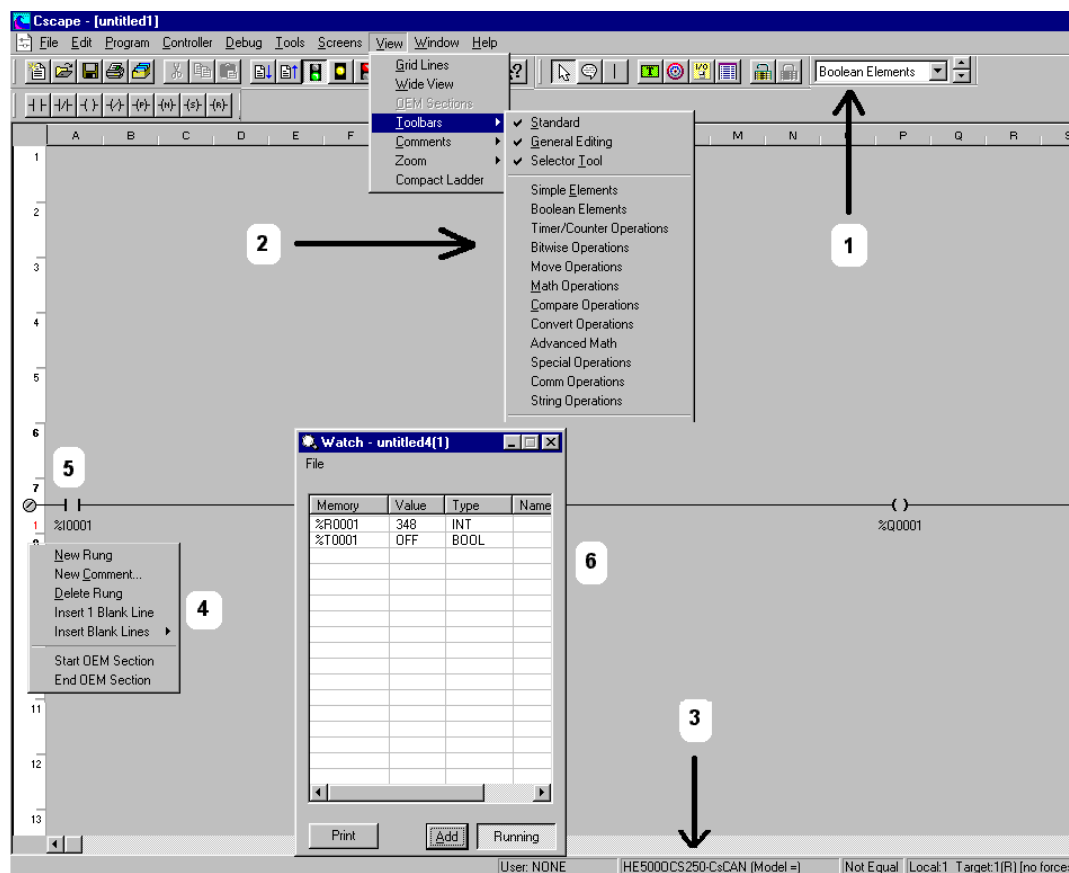 Cscape - [untitled1]
File Edit Program Controller Debug Tools Screens View Window Help
Boolean Elements
A B C D E F M N P Q R S
Grid Lines
Wide View
OEM Sections
Toolbars
Comments
Zoom
Compact Ladder
Standard
General Editing
Selector Tool
Simple Elements
Boolean Elements
Timer/Counter Operations
Bitwise Operations
Move Operations
Math Operations
Compare Operations
Convert Operations
Advanced Math
Special Operations
Comm Operations
String Operations
1
2
1
2
3
4
5
6
7
5
%I0001
%Q0001
1
New Rung
New Comment...
Delete Rung
Insert 1 Blank Line
Insert Blank Lines
Start OEM Section
End OEM Section
4
11
12
13
Watch - untitled4(1)
File
Memory Value Type Name
%R0001 348 INT
%T0001 OFF BOOL
Print Add Running
6
3
User: NONE HE500OCS250-CsCAN (Model =) Not Equal Local:1 Target:1(R) [no forces